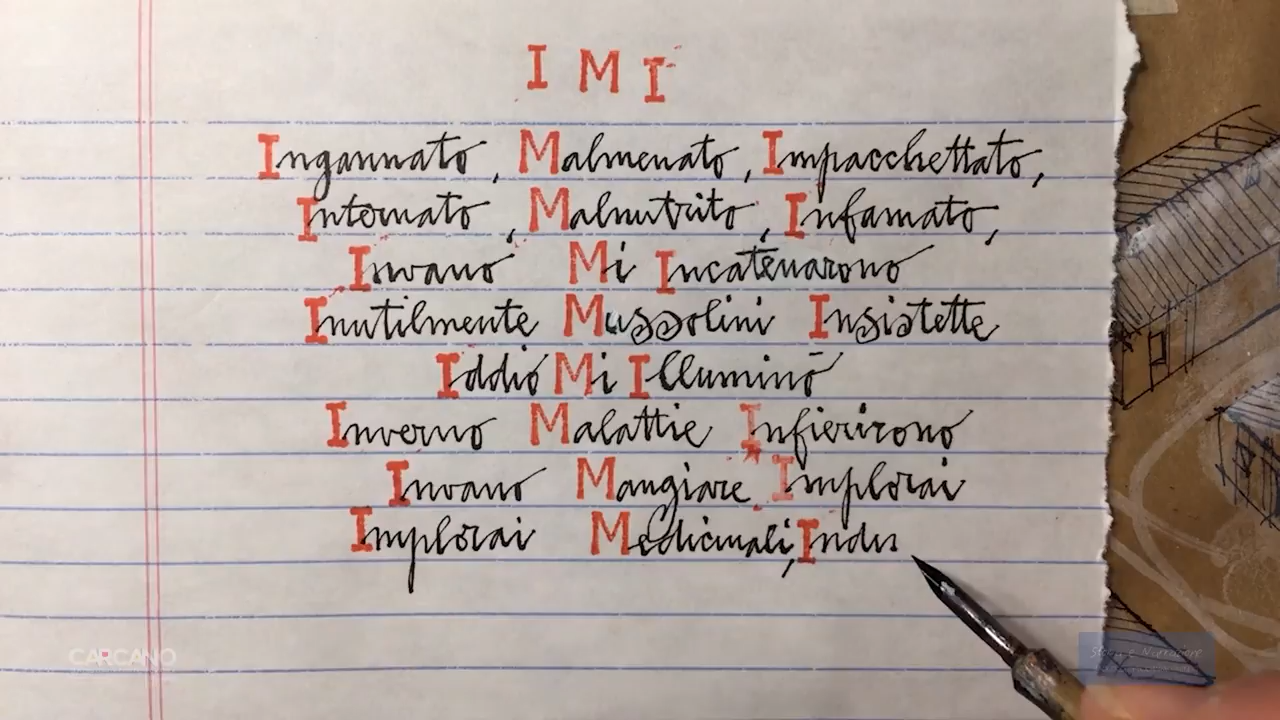 I M I
Ingannato, Malmenato, Impacchettato,
Internato, Malnutrito, Infamato,
Invano Mi Incatenarono
Inutilmente Mussolini Insistette
Iddio Mi Illuminò
Inverno Malattie Infierirono
Invano Mangiare Implorai
Implorai Medicinali, Indu
CARCANO